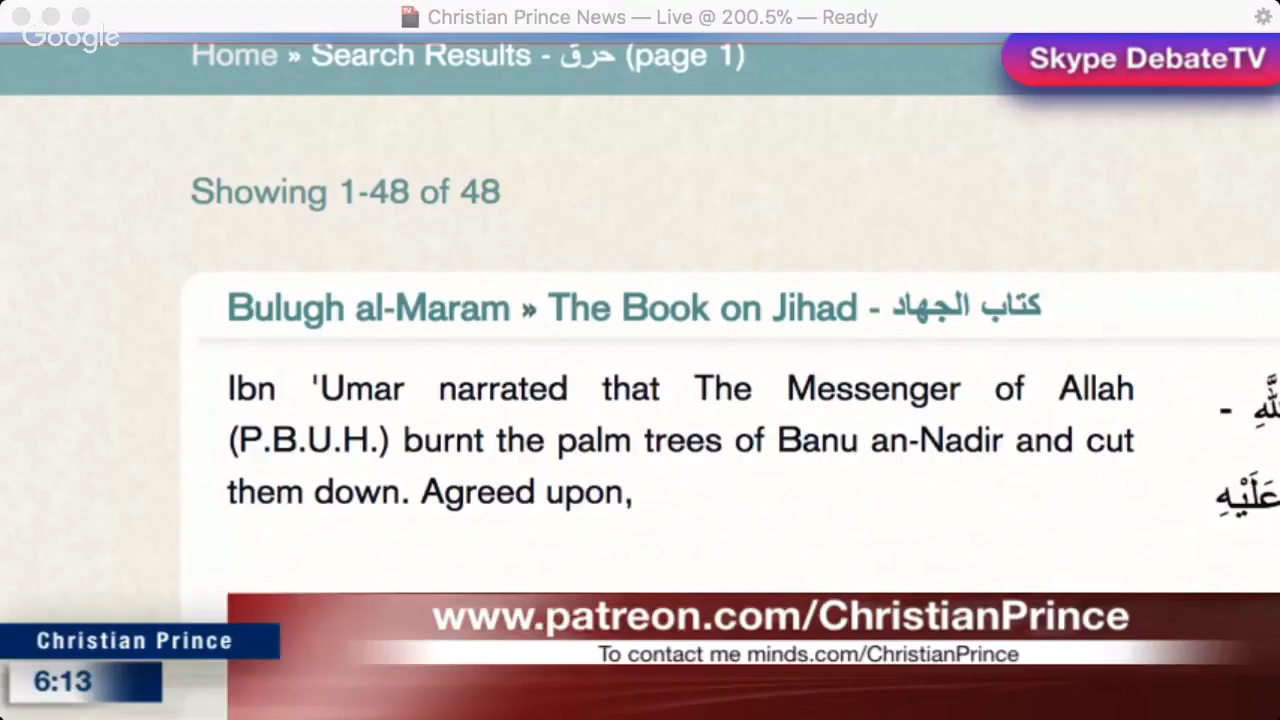 Christian Prince News — Live @ 200.5% — Ready
Google
Home » Search Results - حرق (page 1)
Skype DebateTV
Showing 1-48 of 48
Bulugh al-Maram » The Book on Jihad - كتاب الجهاد
Ibn 'Umar narrated that The Messenger of Allah
(P.B.U.H.) burnt the palm trees of Banu an-Nadir and cut
them down. Agreed upon,
عَلَيْهِ
www.patreon.com/ChristianPrince
To contact me minds.com/ChristianPrince
Christian Prince
6:13